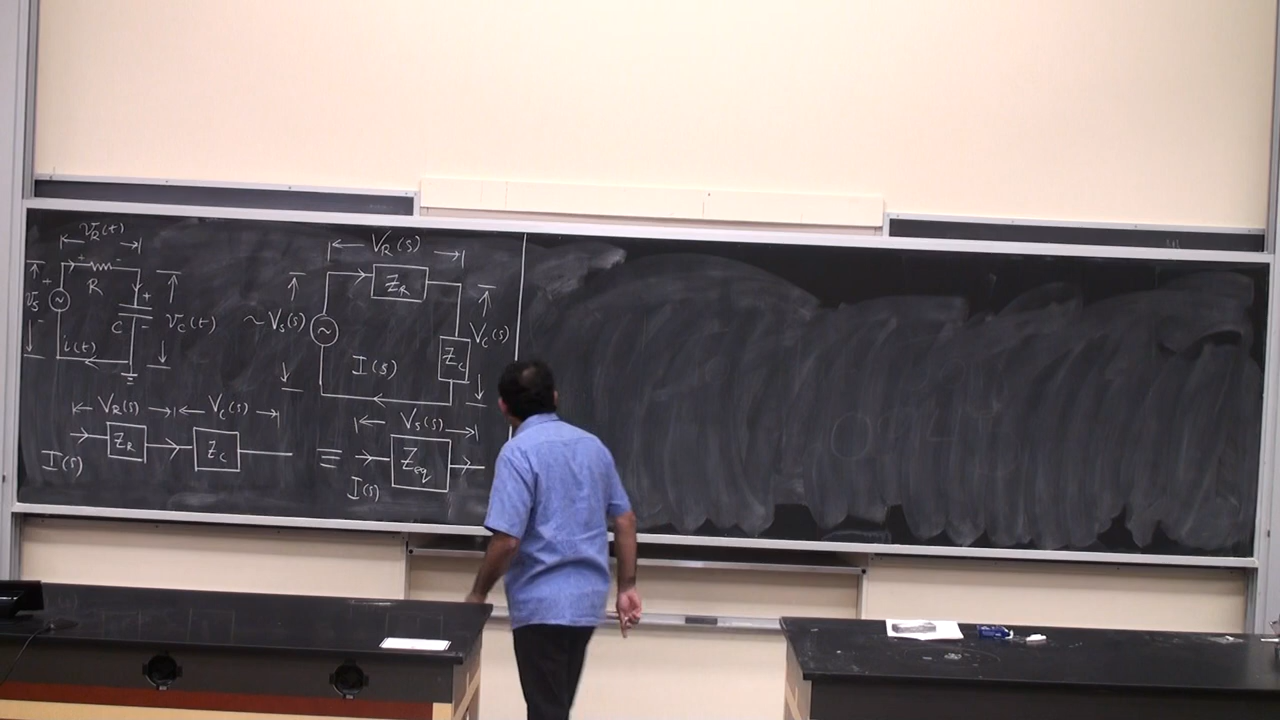 v_R(t)
+ -
R
v_S
+
-
+
C
-
v_C(t)
i(t)
V_R(s)
Z_R
~ V_S(s)
~
Z_C
V_C(s)
I(s)
V_R(s) V_C(s)
Z_R Z_C
I(s)
≡
V_S(s)
Z_eq
I(s)